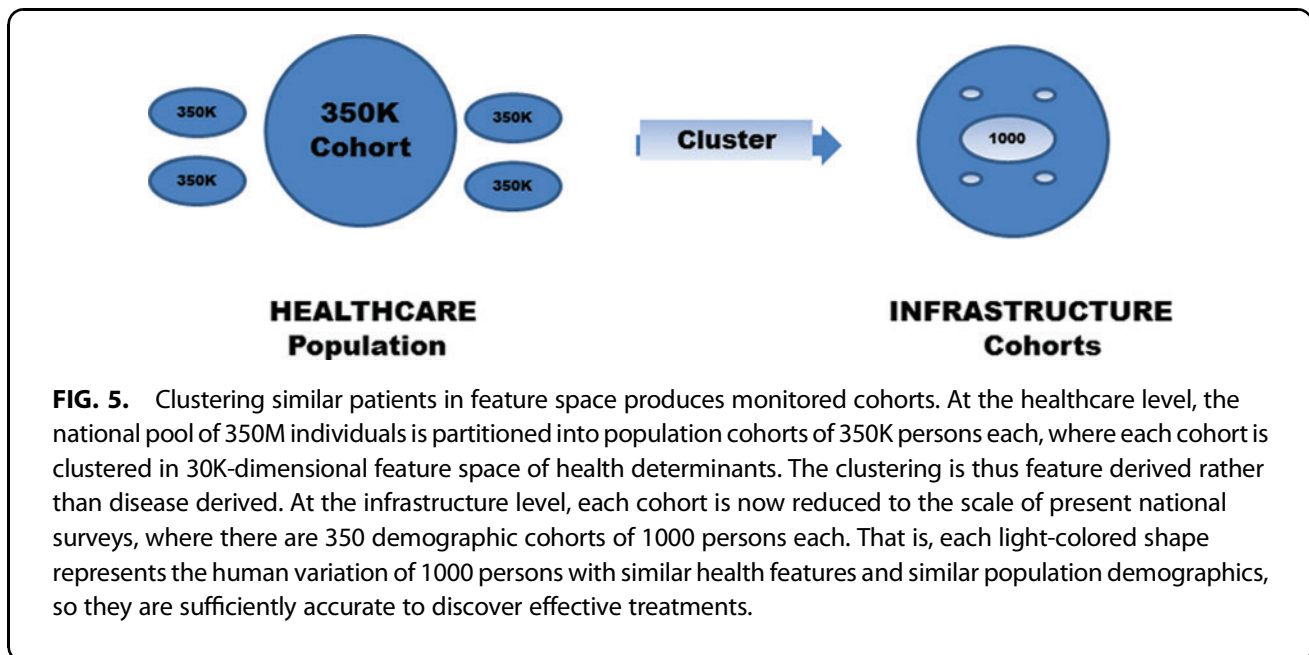 350K
350K
350K
Cohort
350K
350K
Cluster
1000
HEALTHCARE
Population
INFRASTRUCTURE
Cohorts
FIG. 5. Clustering similar patients in feature space produces monitored cohorts. At the healthcare level, the
national pool of 350M individuals is partitioned into population cohorts of 350K persons each, where each cohort is
clustered in 30K-dimensional feature space of health determinants. The clustering is thus feature derived rather
than disease derived. At the infrastructure level, each cohort is now reduced to the scale of present national
surveys, where there are 350 demographic cohorts of 1000 persons each. That is, each light-colored shape
represents the human variation of 1000 persons with similar health features and similar population demographics,
so they are sufficiently accurate to discover effective treatments.